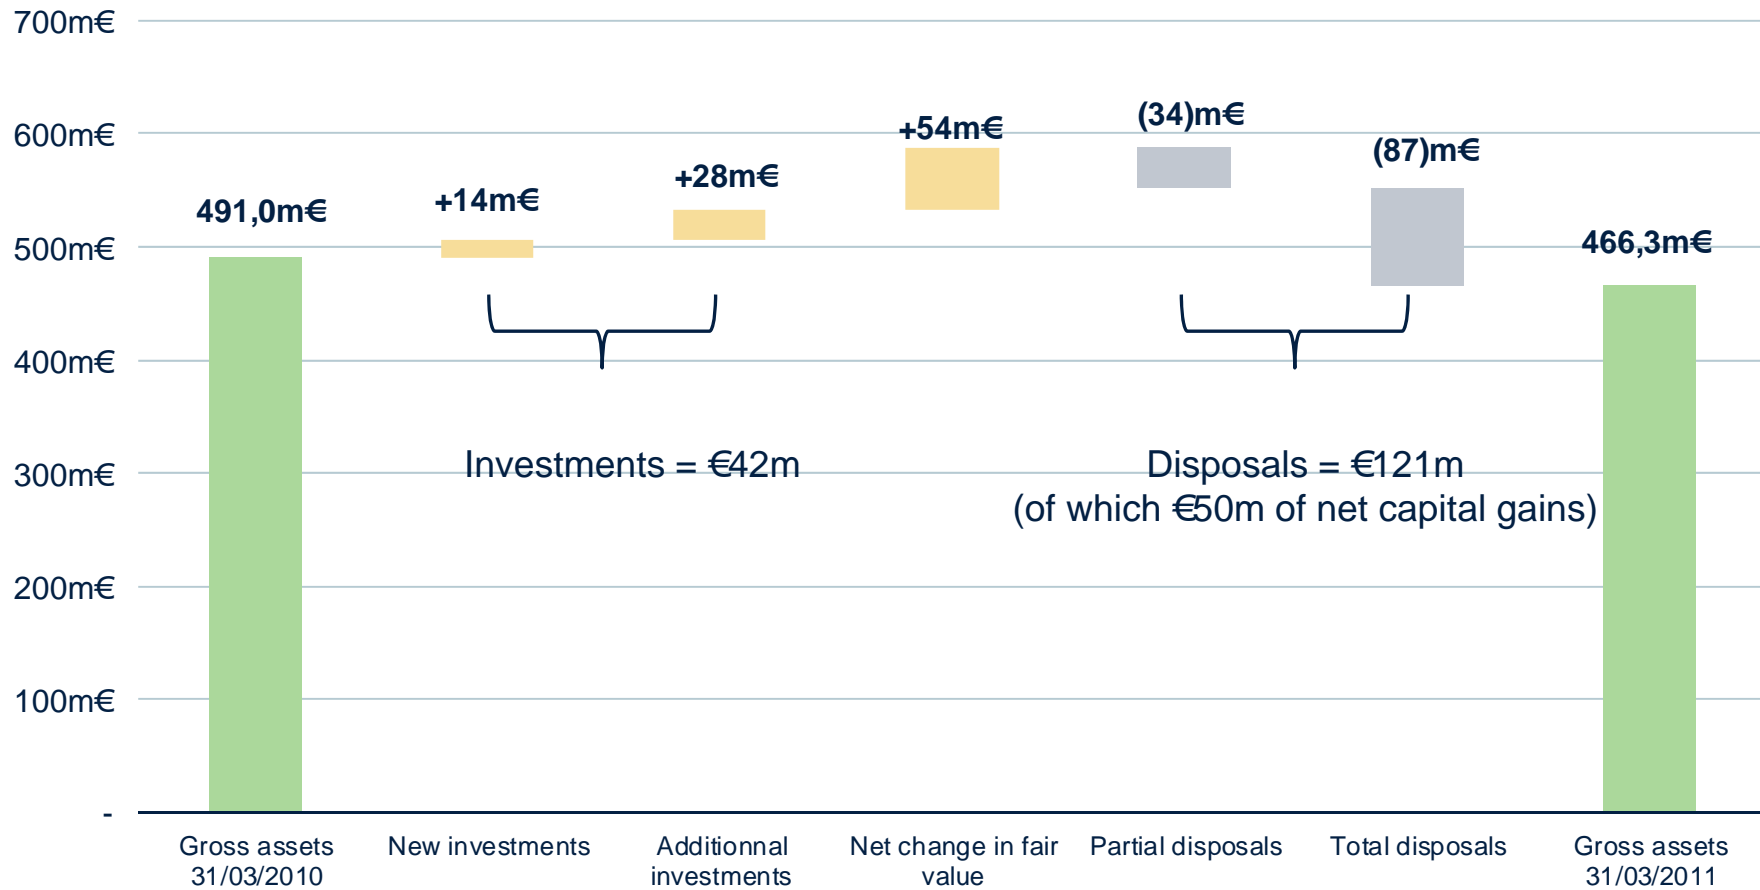 700m€
600m€
500m€
400m€
300m€
200m€
100m€
-
491,0m€
+14m€
+28m€
+54m€
(34)m€
(87)m€
466,3m€
Investments = €42m
Disposals = €121m
(of which €50m of net capital gains)
Gross assets
31/03/2010
New investments
Additionnal
investments
Net change in fair
value
Partial disposals
Total disposals
Gross assets
31/03/2011